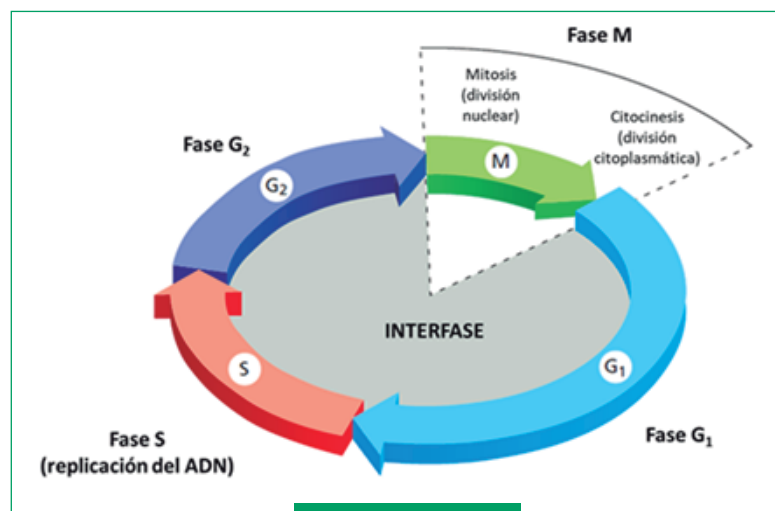 Fase M
Mitosis
(división
nuclear)
Citocinesis
(división
citoplasmática)
Fase G₂
G₂
M
INTERFASE
S
G₁
Fase S
(replicación del ADN)
Fase G₁